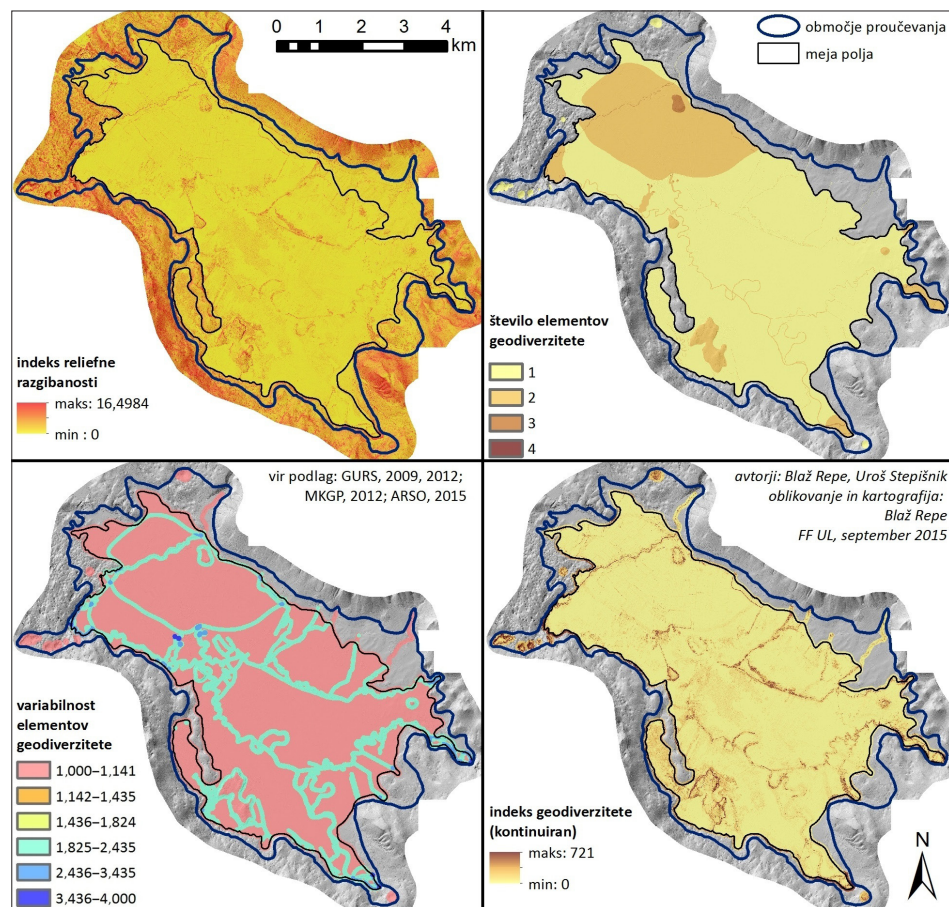 0 1 2 3 4
km
indeks reliefne
razgibanosti
maks: 16,4984
min : 0
območje proučevanja
meja polja
število elementov
geodiverzitete
1
2
3
4
vir podlag: GURS, 2009, 2012;
MKGP, 2012; ARSO, 2015
variabilnost
elementov
geodiverzitete
1,000–1,141
1,142–1,435
1,436–1,824
1,825–2,435
2,436–3,435
3,436–4,000
avtorji: Blaž Repe, Uroš Stepišnik
oblikovanje in kartografija:
Blaž Repe
FF UL, september 2015
indeks geodiverzitete
(kontinuiran)
maks: 721
min: 0
N